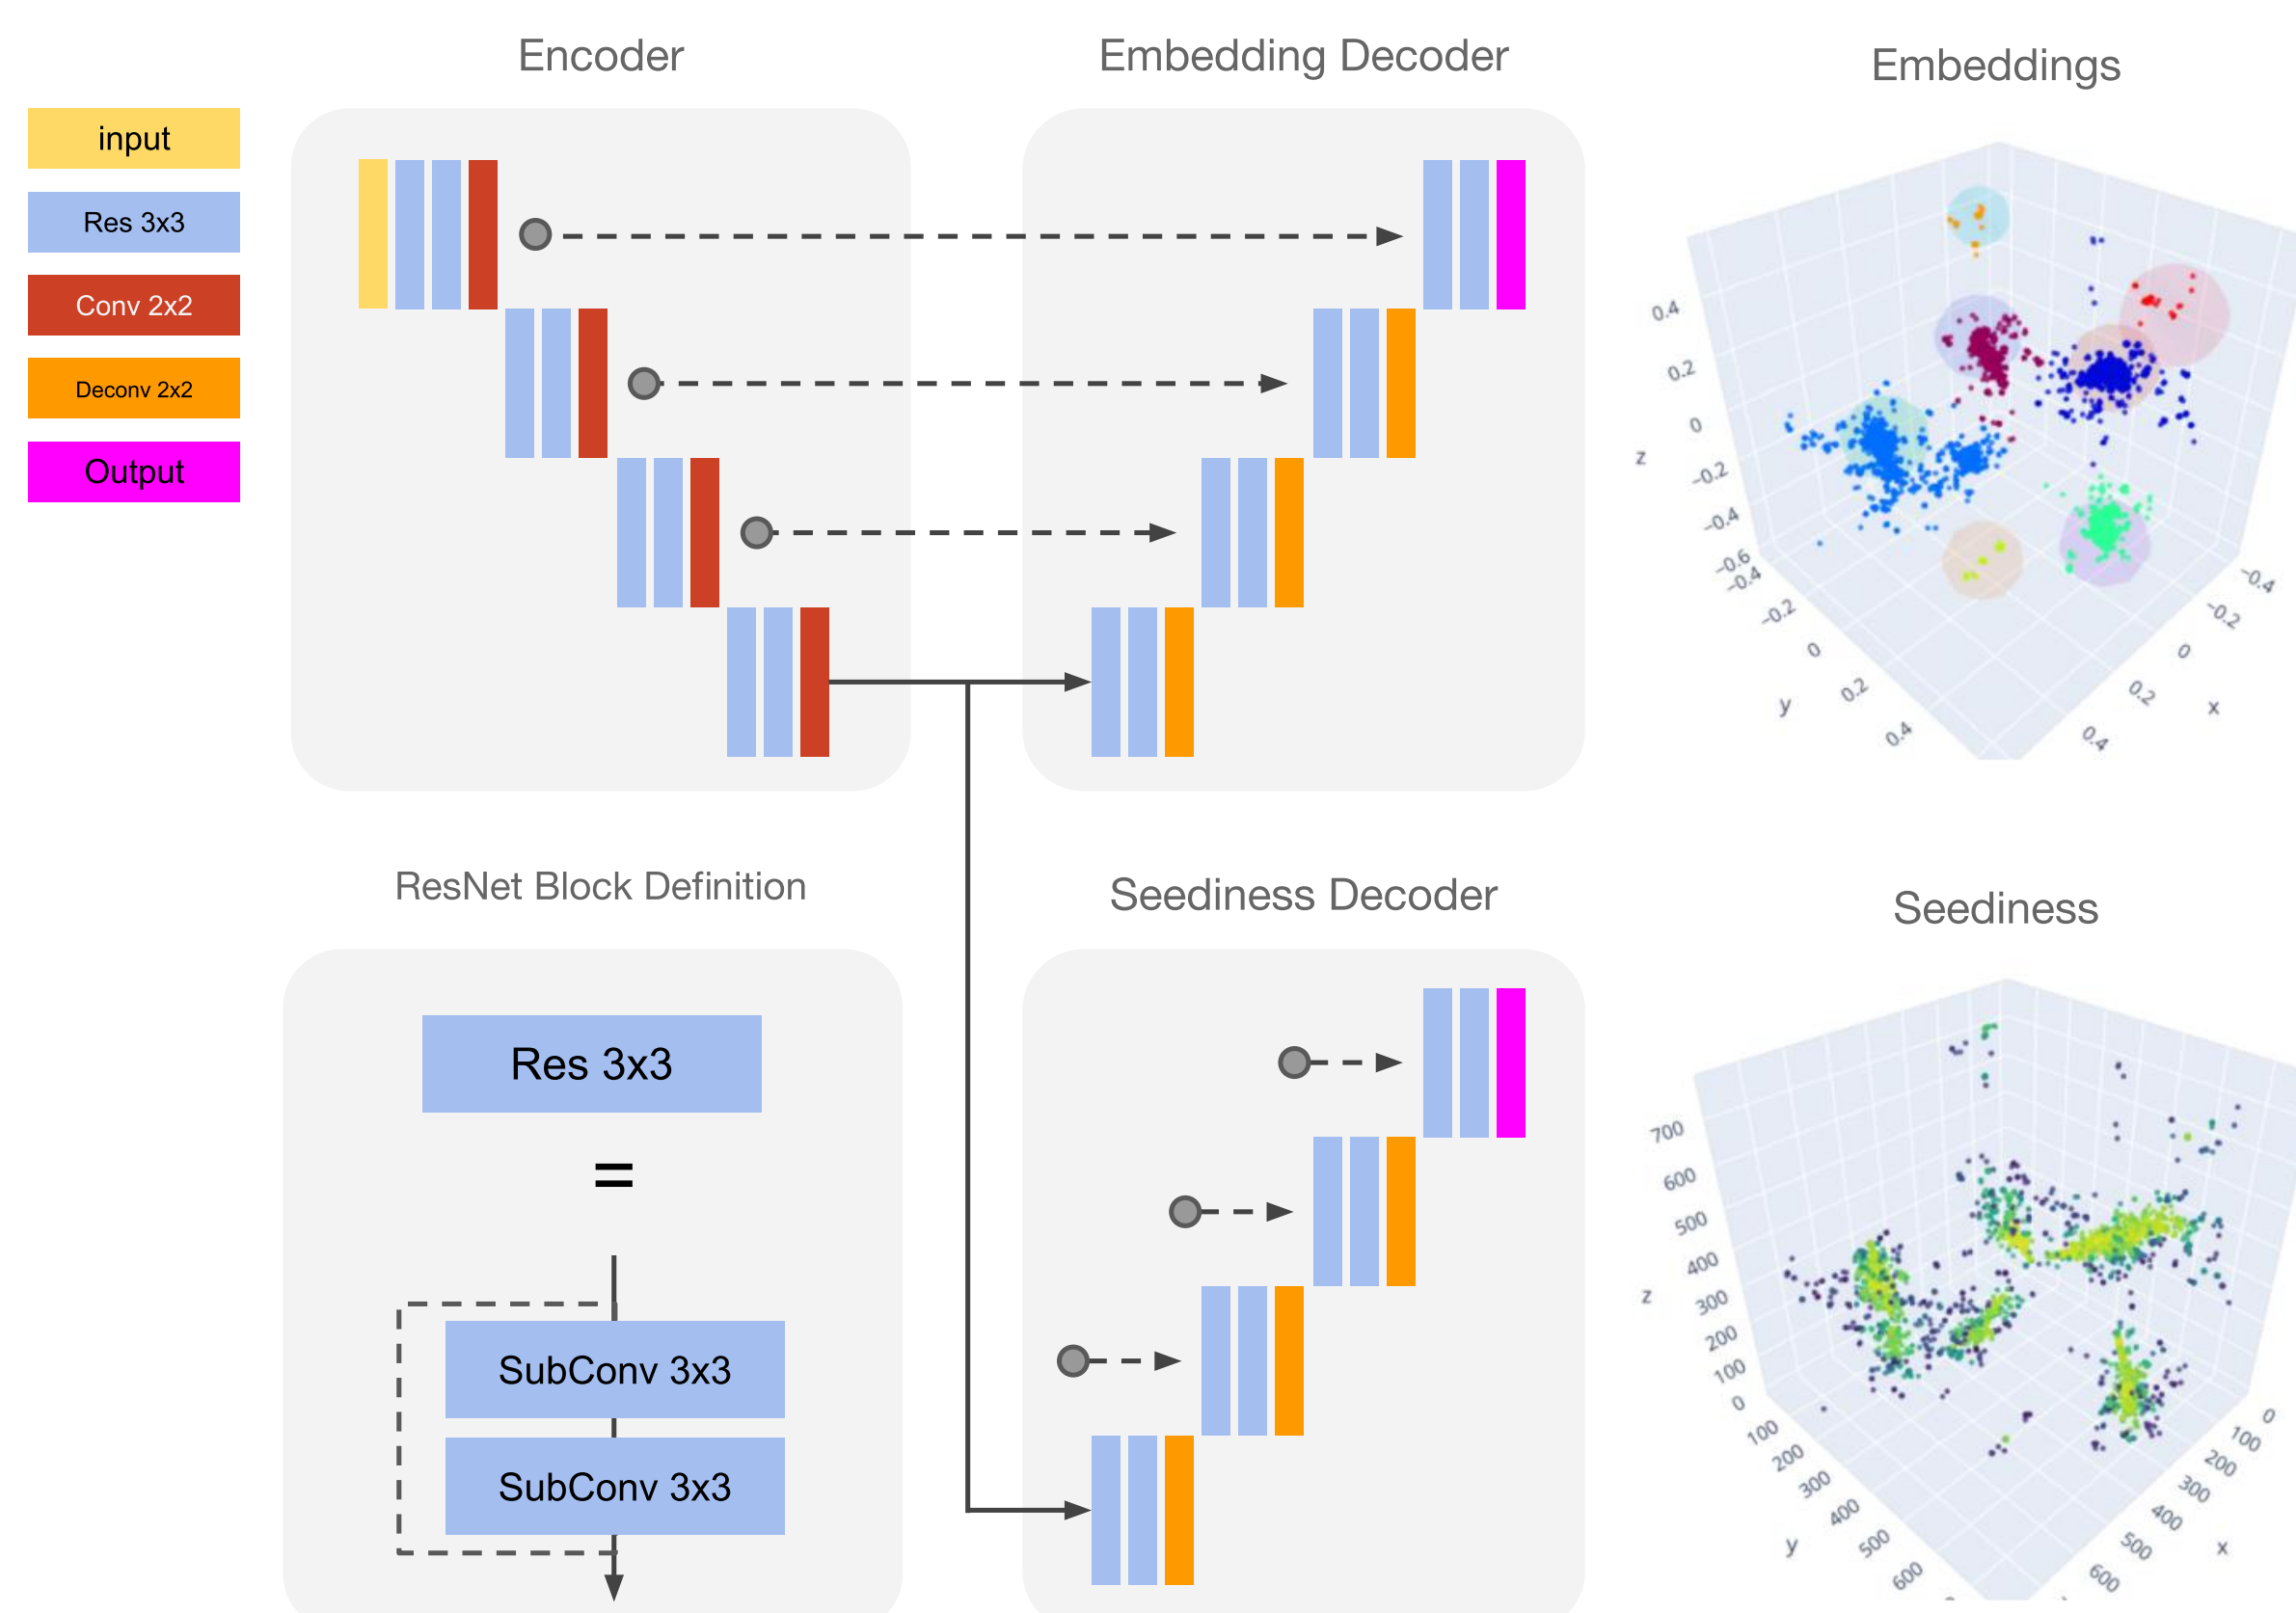 Encoder
Embedding Decoder
Embeddings
input
Res 3x3
Conv 2x2
Deconv 2x2
Output
0.4
0.2
0
−0.2
−0.4
−0.6
z
−0.4
−0.2
0
0.2
0.4
y
−0.4
−0.2
0
0.2
0.4
x
ResNet Block Definition
Seediness Decoder
Seediness
Res 3x3
=
SubConv 3x3
SubConv 3x3
700
600
500
400
300
200
100
0
z
100
200
300
400
500
600
y
0
100
200
300
400
500
600
x